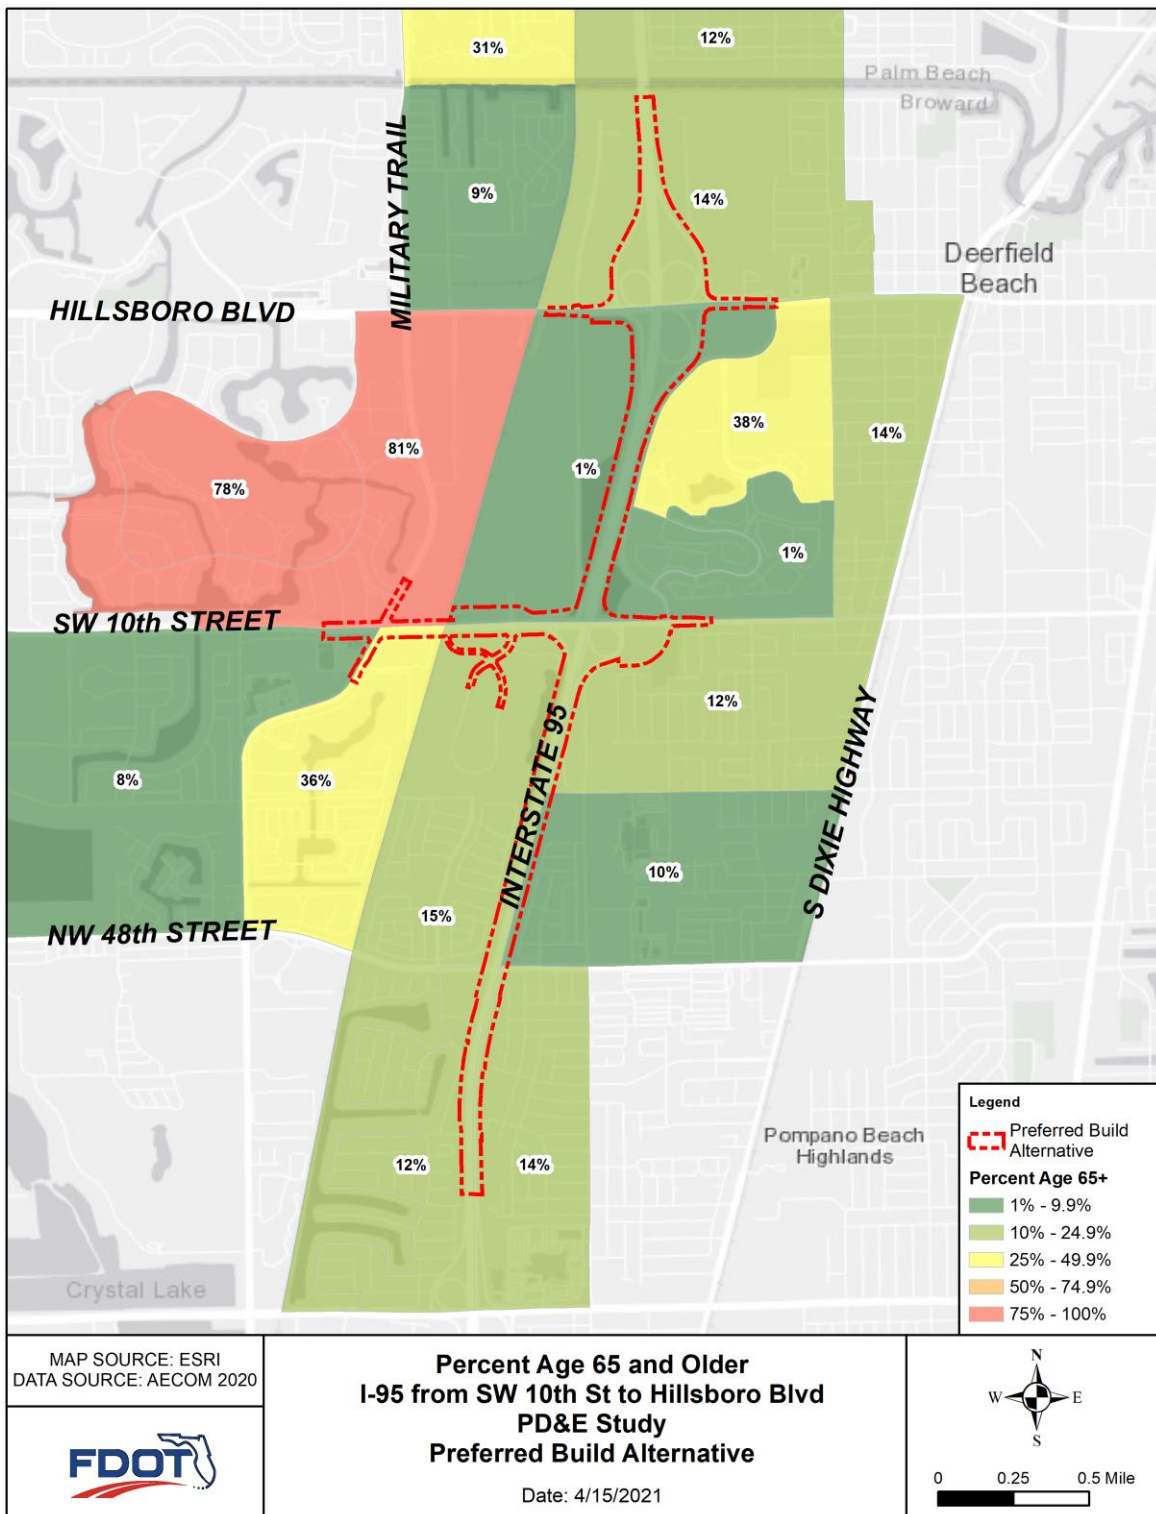 31%
12%
Palm Beach
Broward
MILITARY TRAIL
9%
14%
Deerfield
Beach
HILLSBORO BLVD
38%
14%
81%
1%
78%
1%
SW 10th STREET
12%
INTERSTATE 95
S DIXIE HIGHWAY
8%
36%
10%
15%
NW 48th STREET
12%
14%
Pompano Beach
Highlands
Crystal Lake
Legend
Preferred Build
Alternative
Percent Age 65+
1% - 9.9%
10% - 24.9%
25% - 49.9%
50% - 74.9%
75% - 100%
MAP SOURCE: ESRI
DATA SOURCE: AECOM 2020
FDOT
Percent Age 65 and Older
I-95 from SW 10th St to Hillsboro Blvd
PD&E Study
Preferred Build Alternative
Date: 4/15/2021
N
W E
S
0 0.25 0.5 Mile